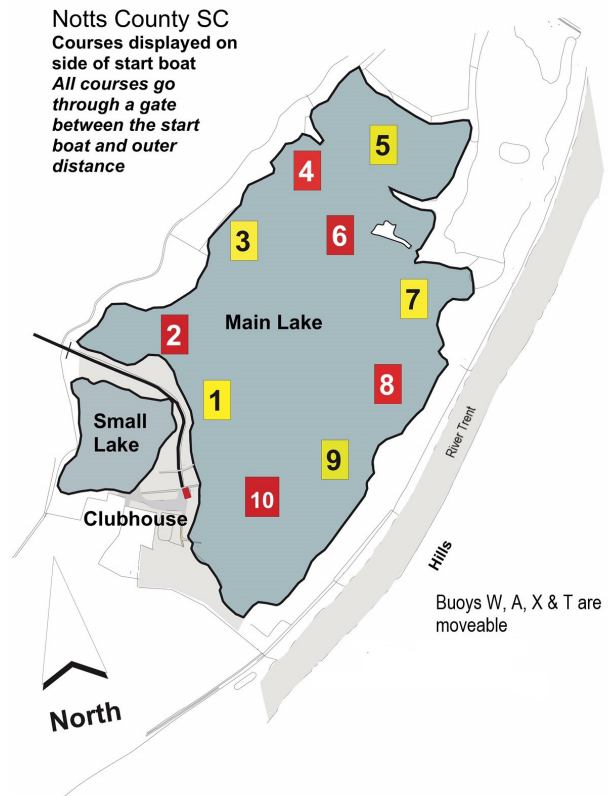 Notts County SC
Courses displayed on
side of start boat
All courses go
through a gate
between the start
boat and outer
distance
5
4
6
3
7
Main Lake
2
8
1
Small
Lake
9
River Trent
10
Clubhouse
Hills
Buoys W, A, X & T are
moveable
North